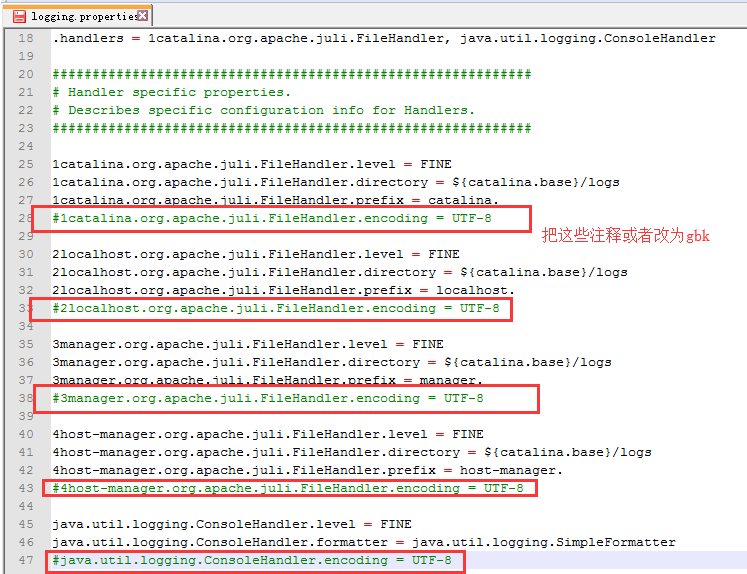 logging.properties
18 .handlers = 1catalina.org.apache.juli.FileHandler, java.util.logging.ConsoleHandler
19
20 ############################################################
21 # Handler specific properties.
22 # Describes specific configuration info for Handlers.
23 ############################################################
24
25 1catalina.org.apache.juli.FileHandler.level = FINE
26 1catalina.org.apache.juli.FileHandler.directory = ${catalina.base}/logs
27 1catalina.org.apache.juli.FileHandler.prefix = catalina.
28 #1catalina.org.apache.juli.FileHandler.encoding = UTF-8
29
把这些注释或者改为gbk
30 2localhost.org.apache.juli.FileHandler.level = FINE
31 2localhost.org.apache.juli.FileHandler.directory = ${catalina.base}/logs
32 2localhost.org.apache.juli.FileHandler.prefix = localhost.
33 #2localhost.org.apache.juli.FileHandler.encoding = UTF-8
34
35 3manager.org.apache.juli.FileHandler.level = FINE
36 3manager.org.apache.juli.FileHandler.directory = ${catalina.base}/logs
37 3manager.org.apache.juli.FileHandler.prefix = manager.
38 #3manager.org.apache.juli.FileHandler.encoding = UTF-8
39
40 4host-manager.org.apache.juli.FileHandler.level = FINE
41 4host-manager.org.apache.juli.FileHandler.directory = ${catalina.base}/logs
42 4host-manager.org.apache.juli.FileHandler.prefix = host-manager.
43 #4host-manager.org.apache.juli.FileHandler.encoding = UTF-8
44
45 java.util.logging.ConsoleHandler.level = FINE
46 java.util.logging.ConsoleHandler.formatter = java.util.logging.SimpleFormatter
47 #java.util.logging.ConsoleHandler.encoding = UTF-8